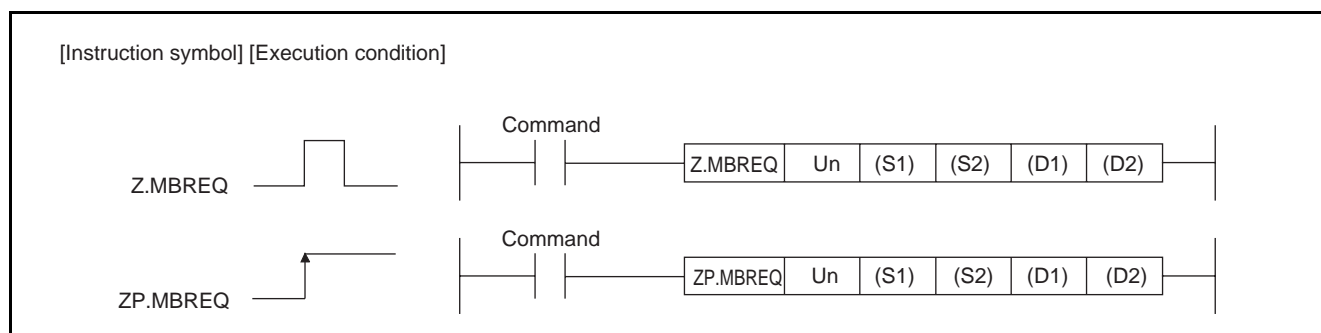 [Instruction symbol] [Execution condition]
Command
Z.MBREQ Z.MBREQ Un (S1) (S2) (D1) (D2)
Command
ZP.MBREQ ZP.MBREQ Un (S1) (S2) (D1) (D2)